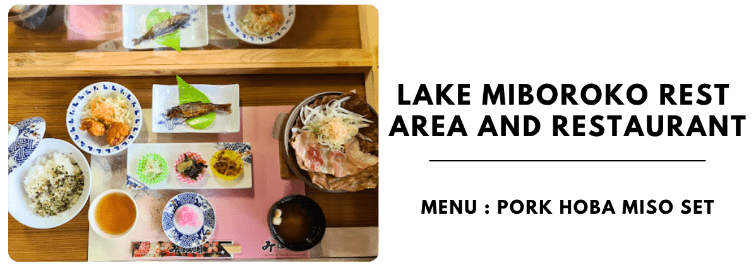 LAKE MIBOROKO REST
AREA AND RESTAURANT
MENU : PORK HOBA MISO SET